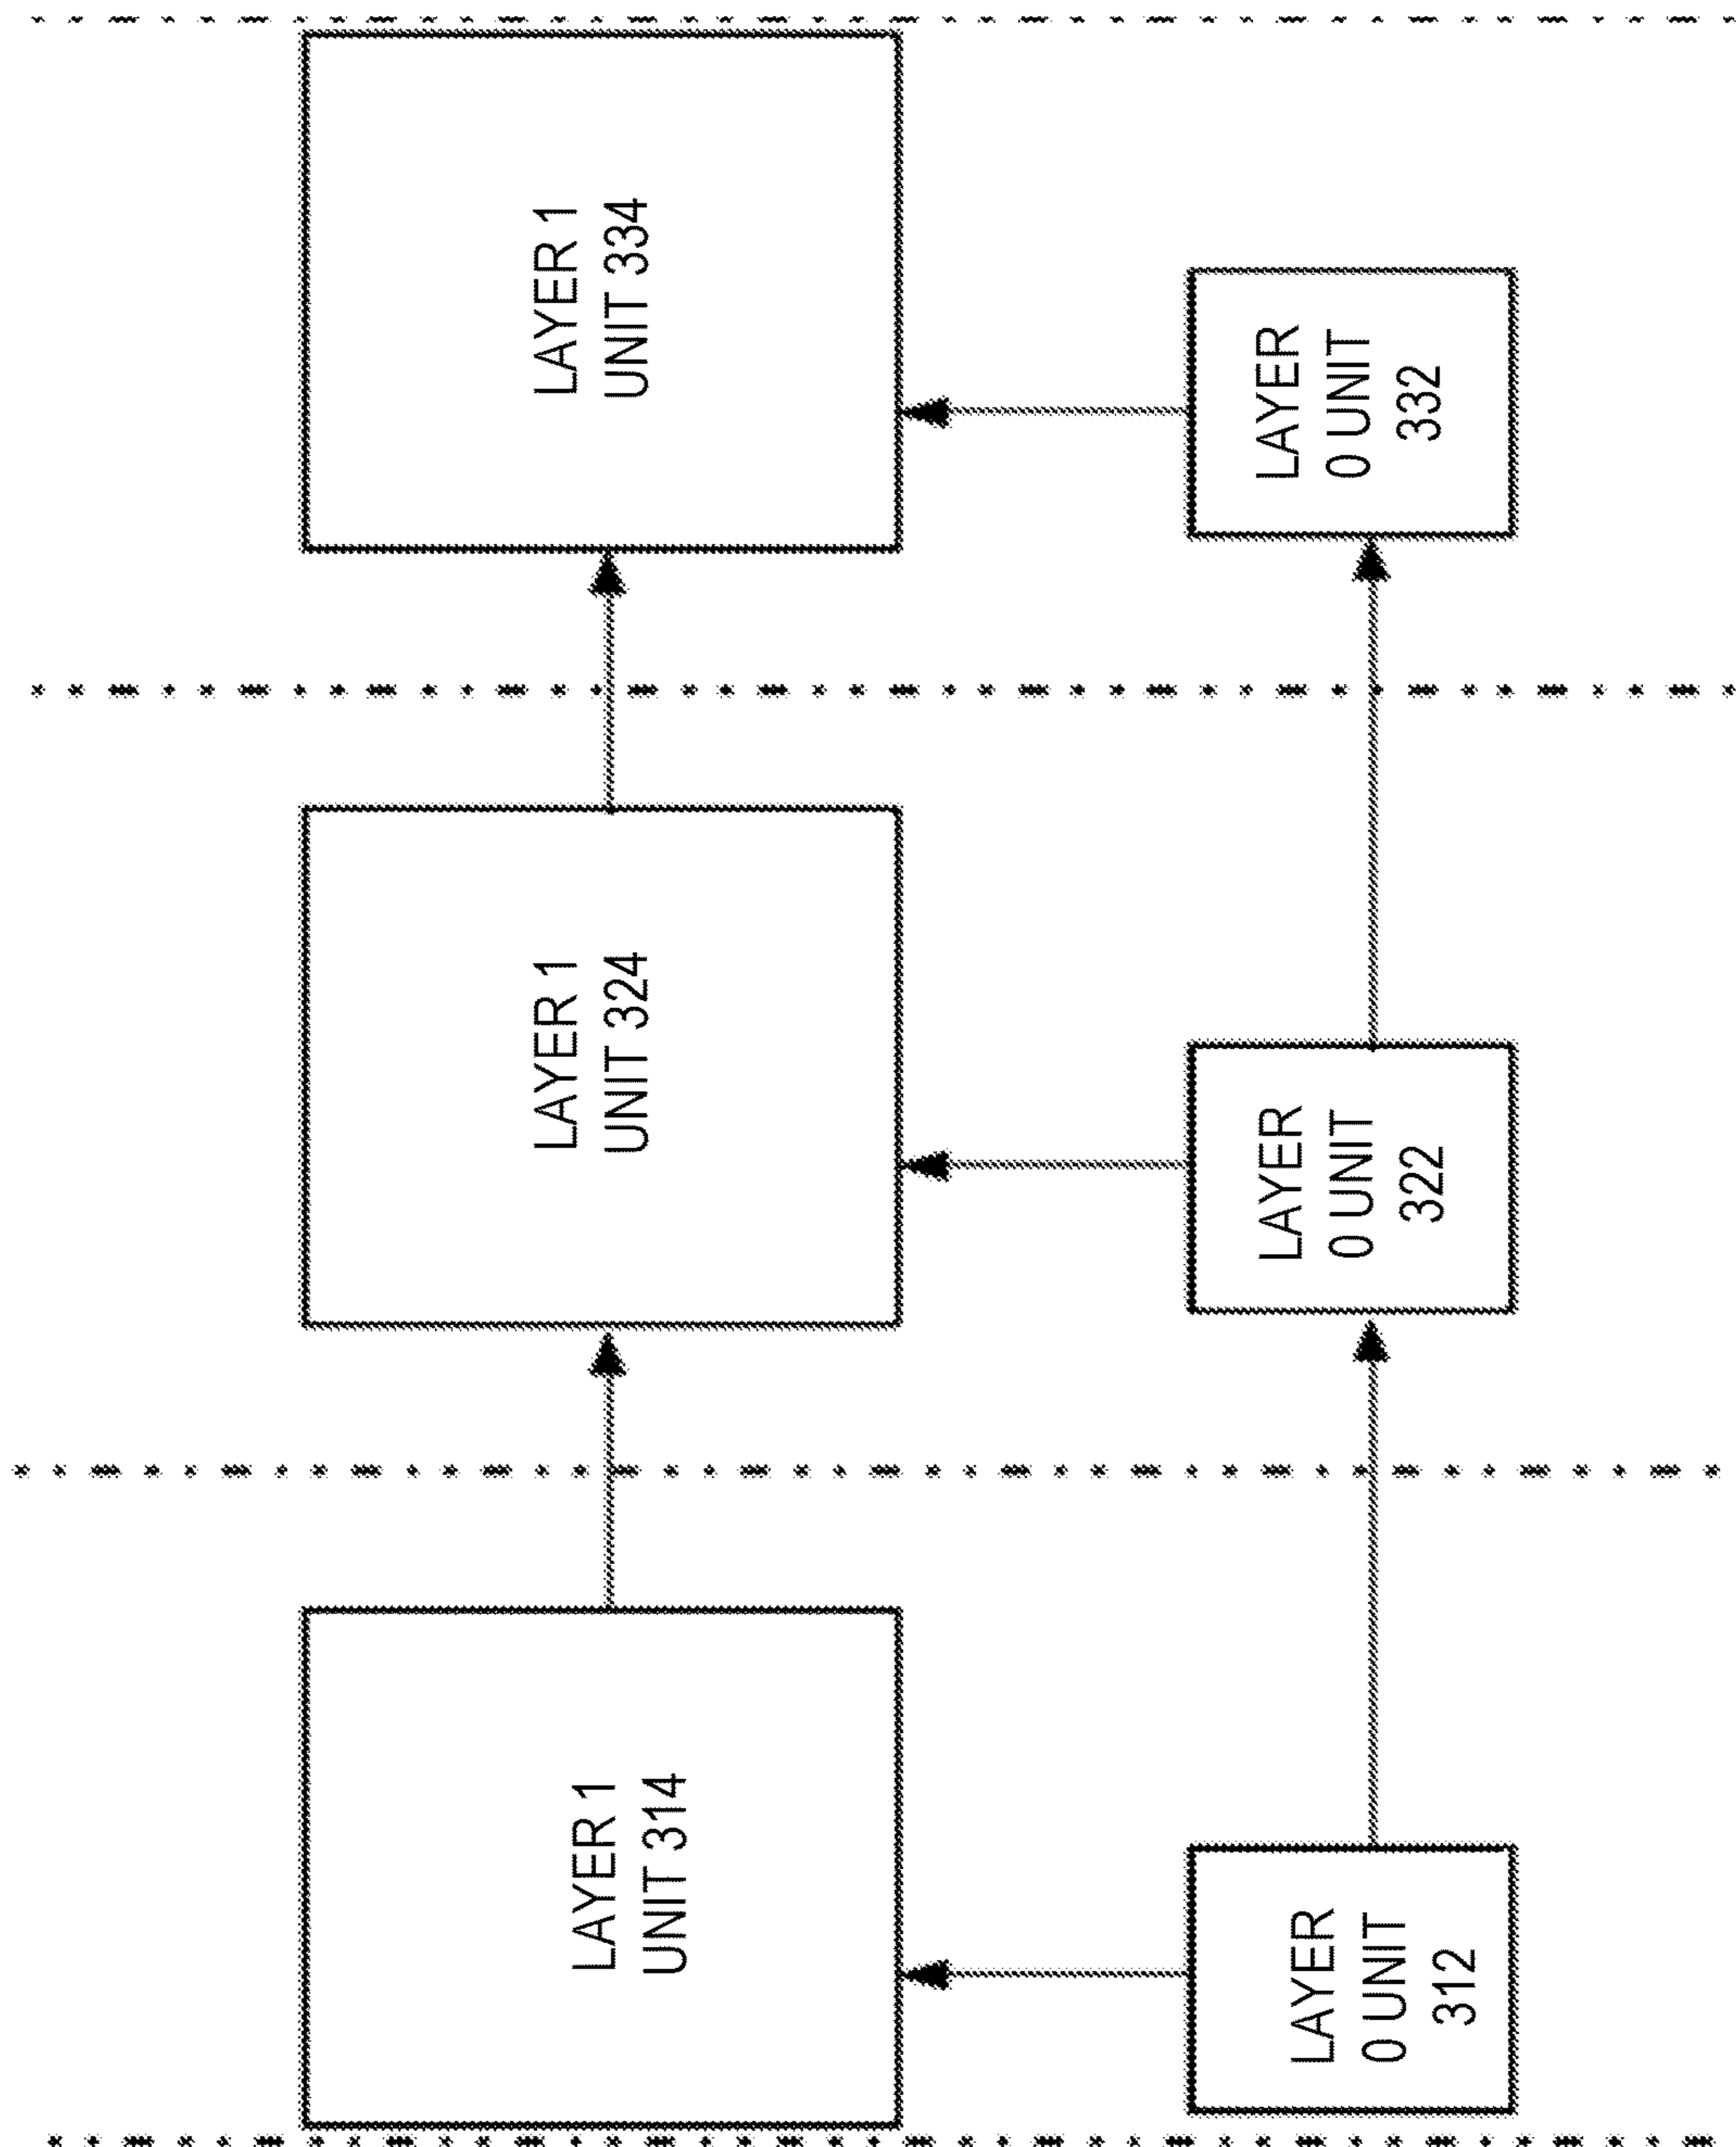 LAYER 1
UNIT 314
LAYER 1
UNIT 324
LAYER 1
UNIT 334
LAYER
0 UNIT
312
LAYER
0 UNIT
322
LAYER
0 UNIT
332